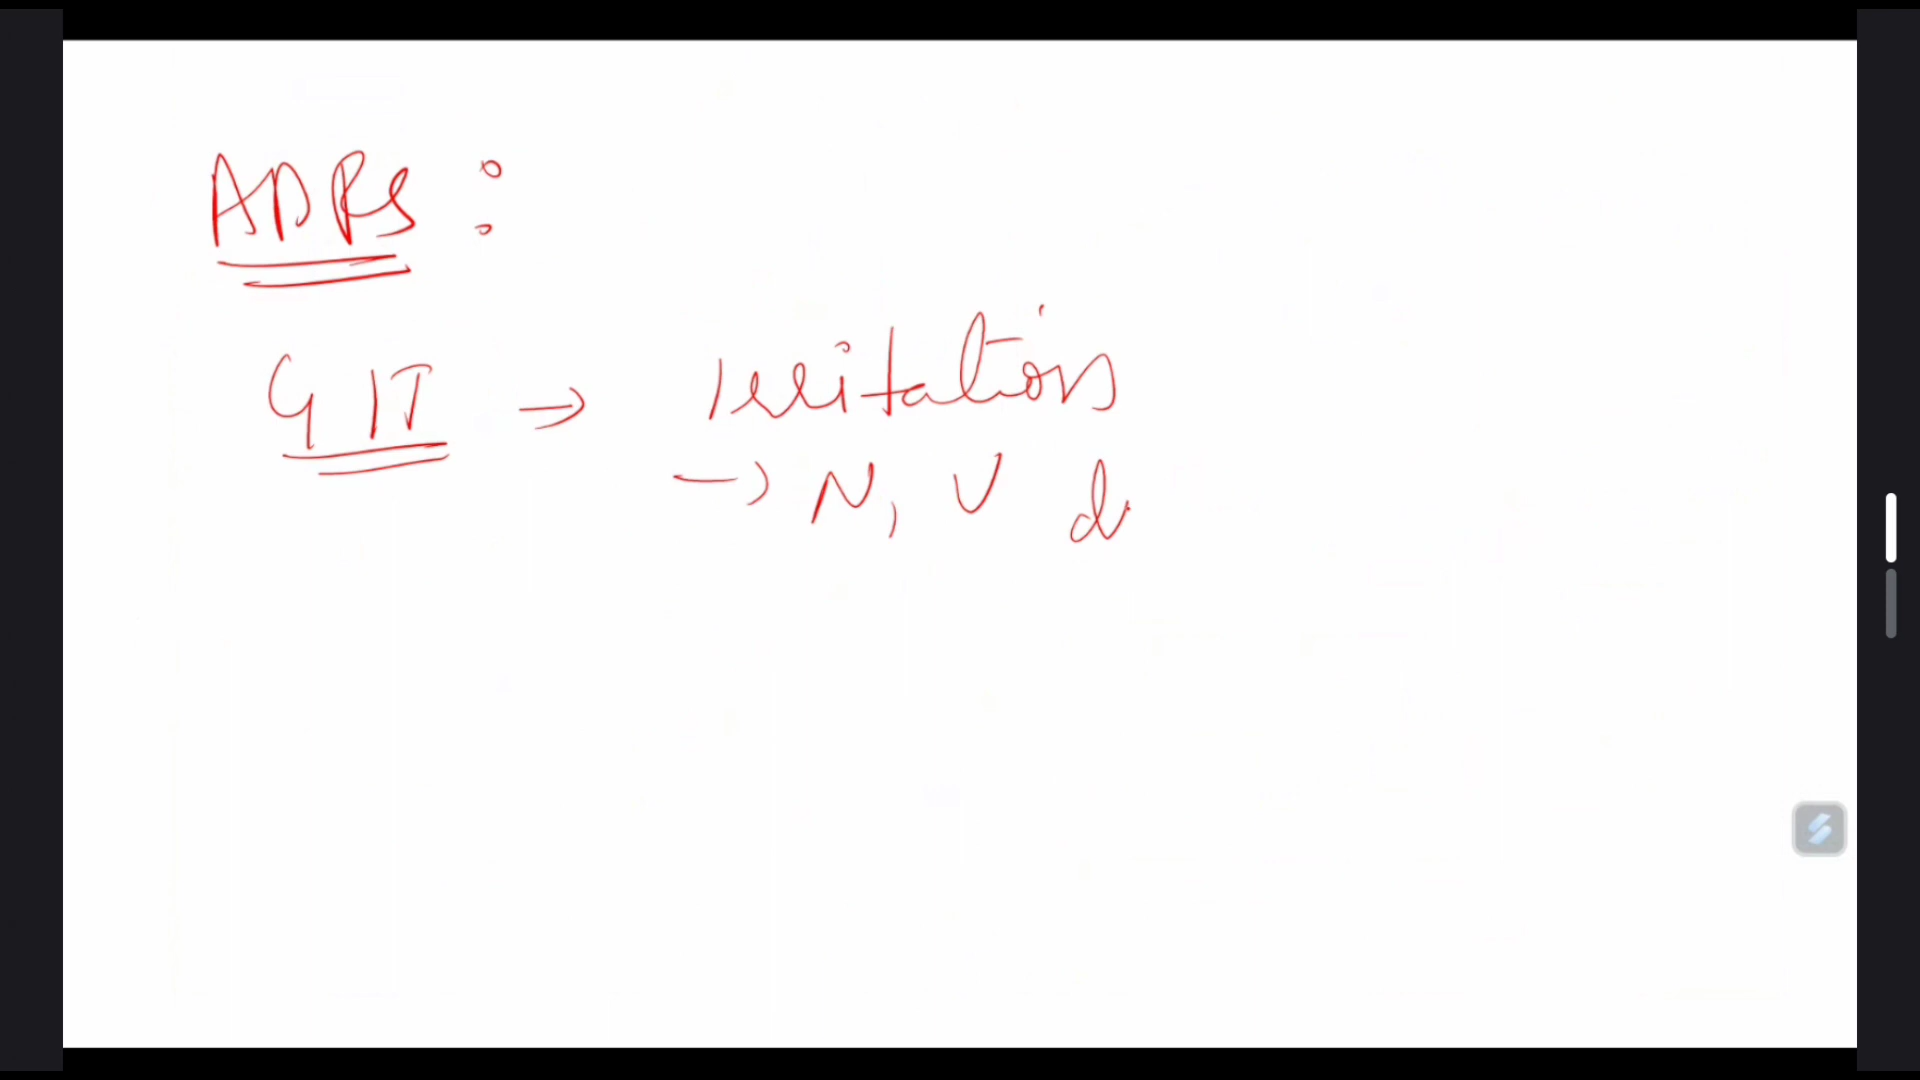 ADRs :
GIT → Irritation
→ N, V d